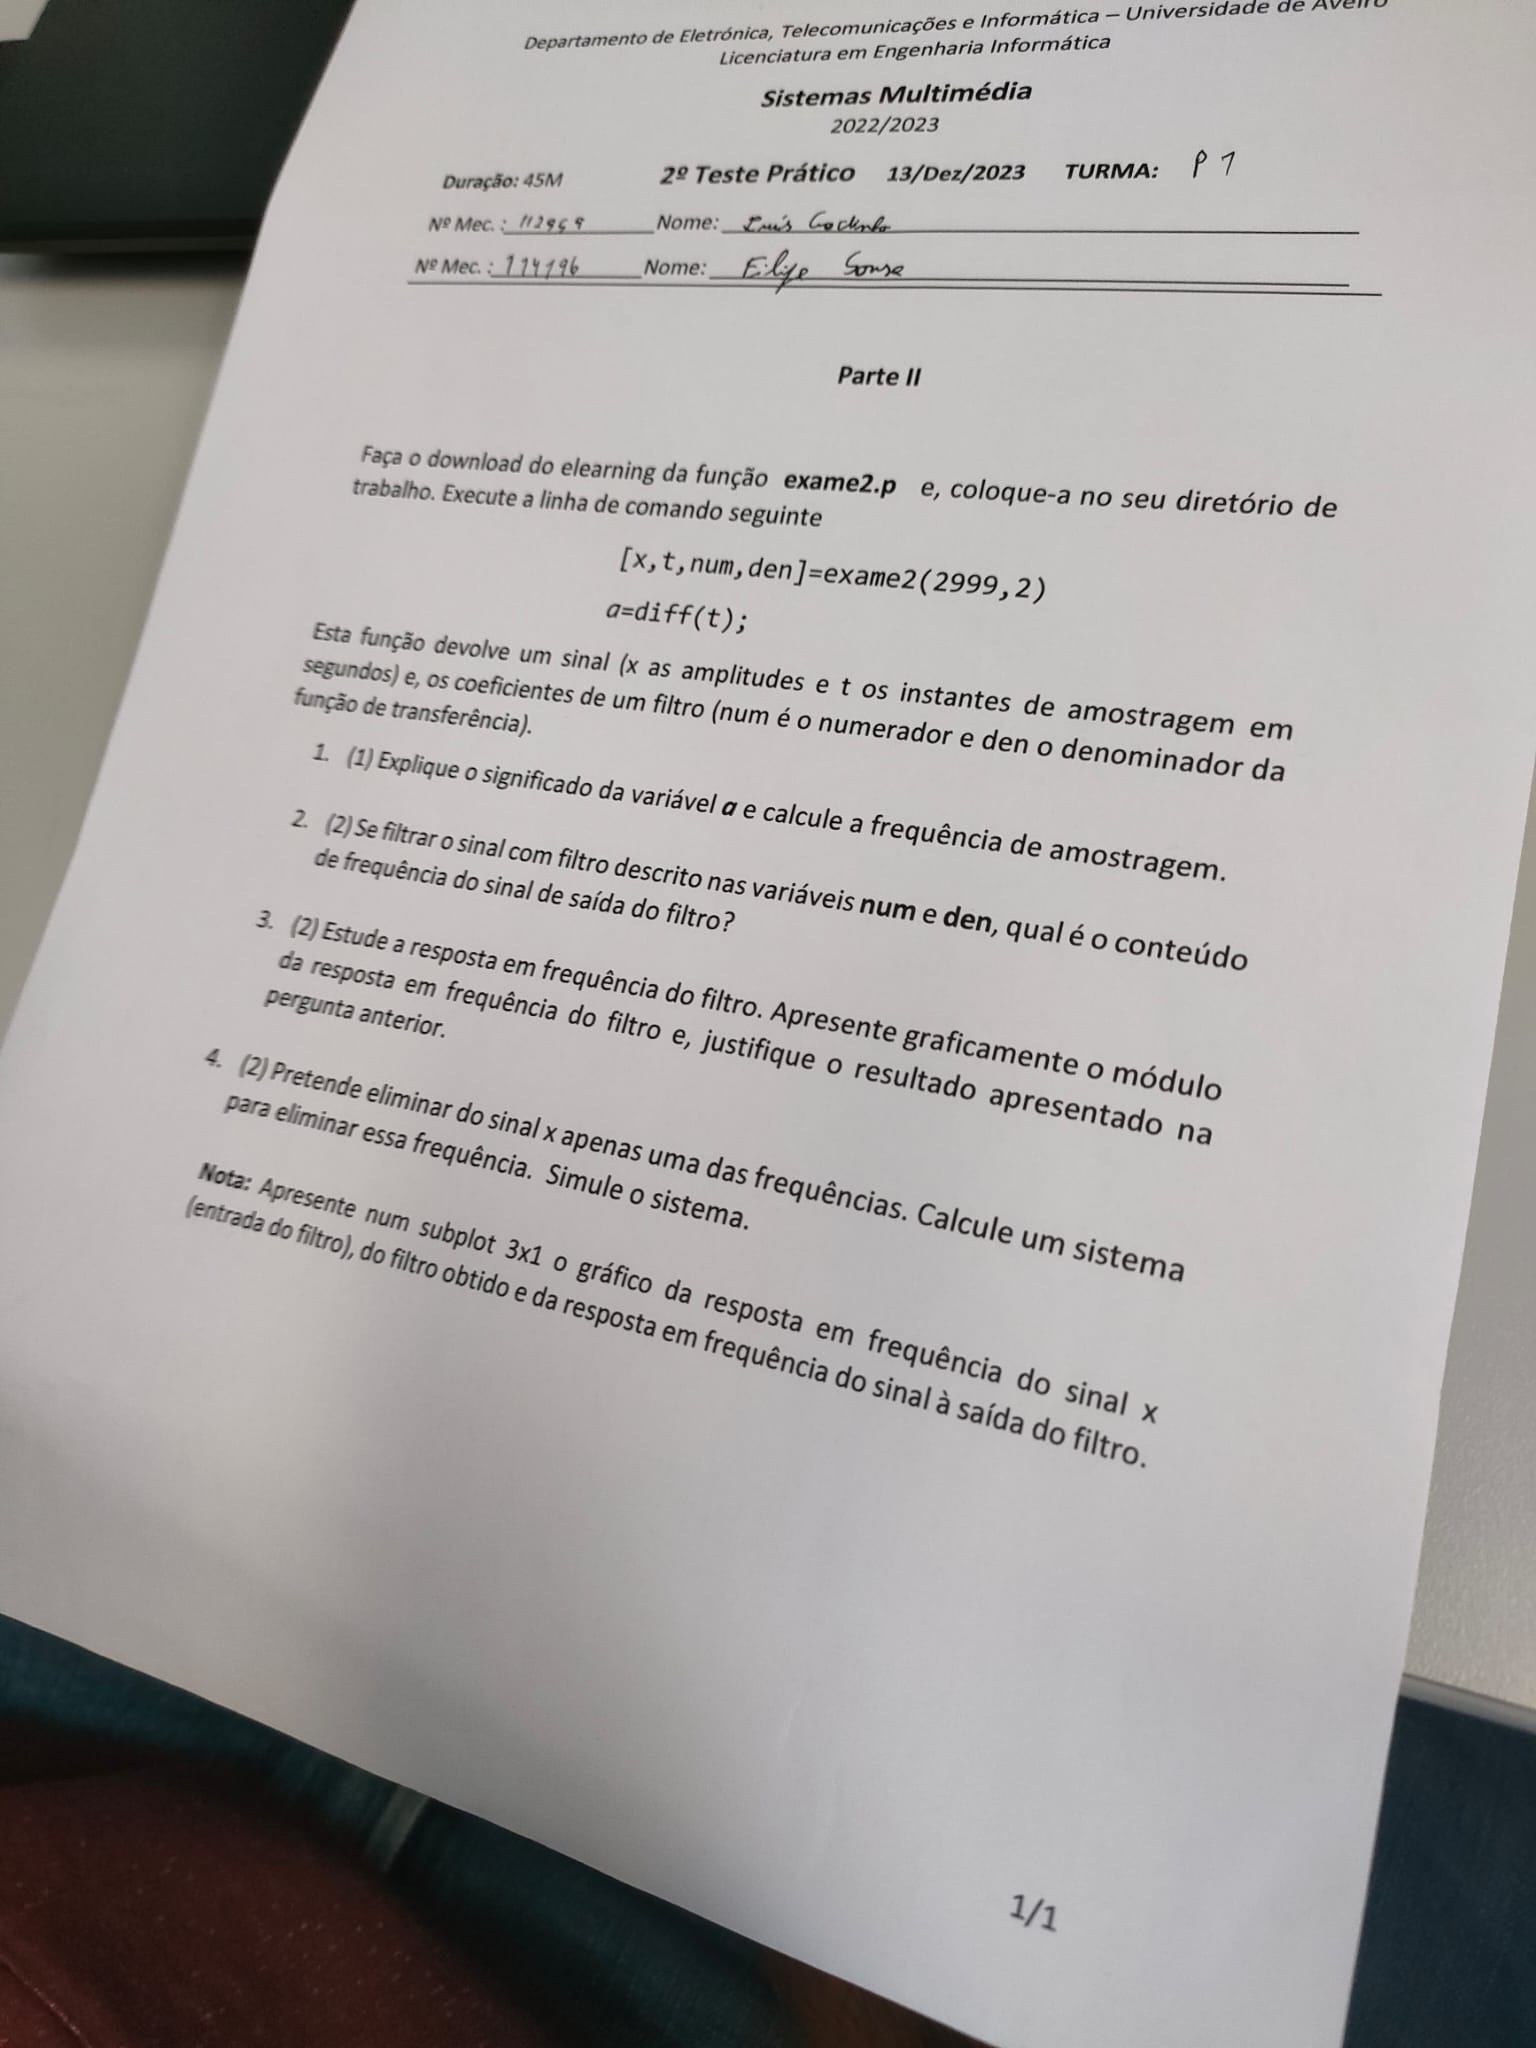 Departamento de Eletrónica, Telecomunicações e Informática – Universidade de Aveiro
Licenciatura em Engenharia Informática
Sistemas Multimédia
2022/2023
Duração: 45M 2º Teste Prático 13/Dez/2023 TURMA: P1
Nº Mec.: Nome: Luís Godinho
Nº Mec.: 114196 Nome: Filipe Sousa
Parte II
Faça o download do elearning da função exame2.p e, coloque-a no seu diretório de
trabalho. Execute a linha de comando seguinte
[x,t,num,den]=exame2(2999,2)
a=diff(t);
Esta função devolve um sinal (x as amplitudes e t os instantes de amostragem em
segundos) e, os coeficientes de um filtro (num é o numerador e den o denominador da
função de transferência).
1. (1) Explique o significado da variável a e calcule a frequência de amostragem.
2. (2) Se filtrar o sinal com filtro descrito nas variáveis num e den, qual é o conteúdo
de frequência do sinal de saída do filtro?
3. (2) Estude a resposta em frequência do filtro. Apresente graficamente o módulo
da resposta em frequência do filtro e, justifique o resultado apresentado na
pergunta anterior.
4. (2) Pretende eliminar do sinal x apenas uma das frequências. Calcule um sistema
para eliminar essa frequência. Simule o sistema.
Nota: Apresente num subplot 3x1 o gráfico da resposta em frequência do sinal x
(entrada do filtro), do filtro obtido e da resposta em frequência do sinal à saída do filtro.
1/1